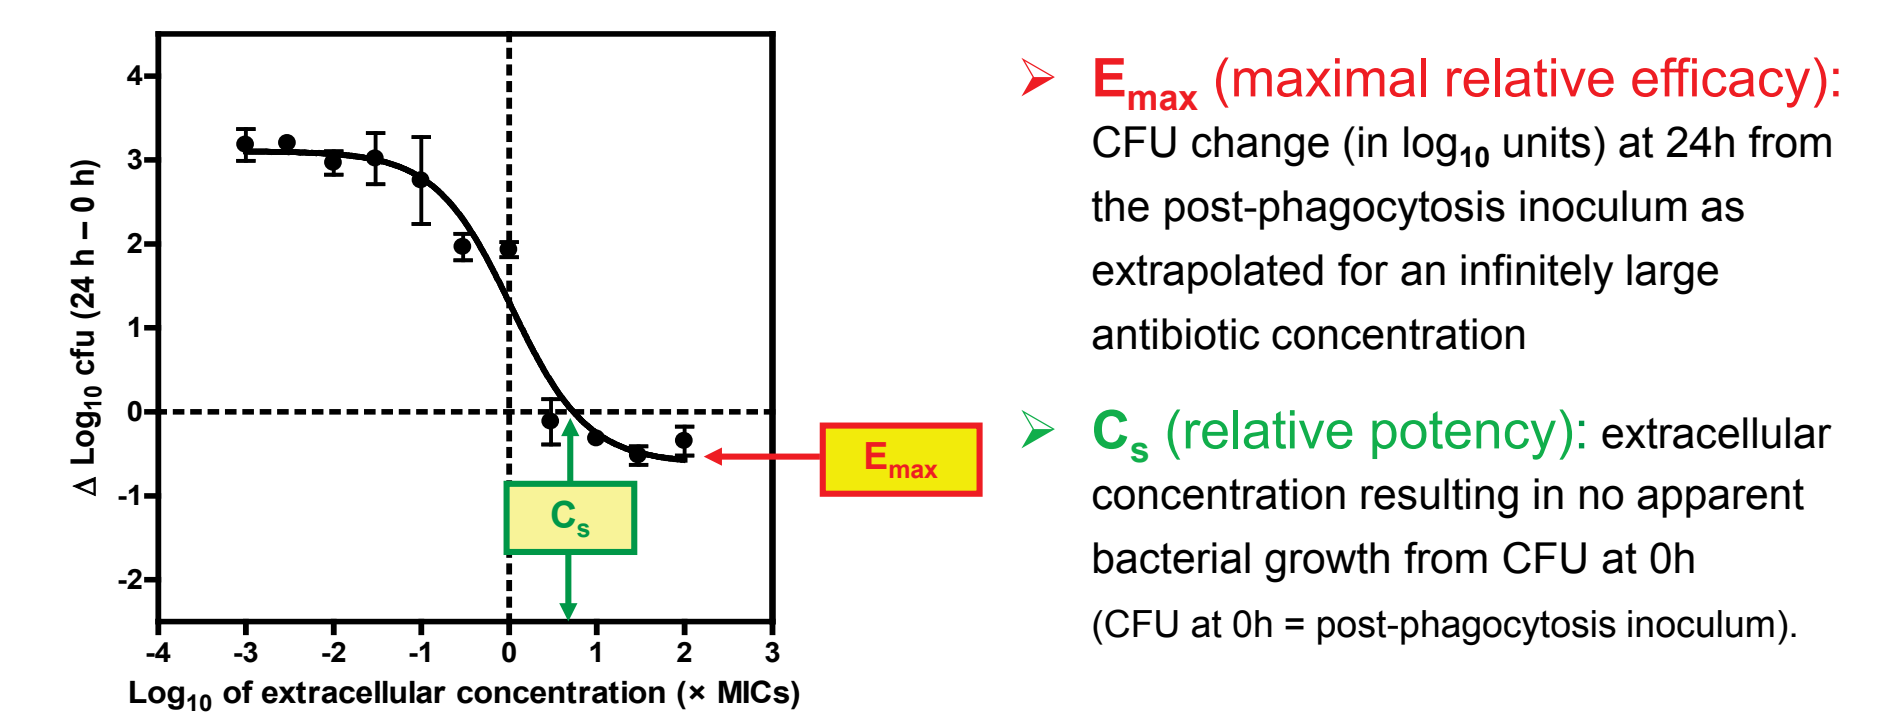 4
3
2
1
0
-1
-2
-4 -3 -2 -1 0 1 2 3
Δ Log10 cfu (24 h – 0 h)
Log10 of extracellular concentration (× MICs)
Cs
Emax
➢ Emax (maximal relative efficacy):
CFU change (in log10 units) at 24h from
the post-phagocytosis inoculum as
extrapolated for an infinitely large
antibiotic concentration
➢ Cs (relative potency): extracellular
concentration resulting in no apparent
bacterial growth from CFU at 0h
(CFU at 0h = post-phagocytosis inoculum).